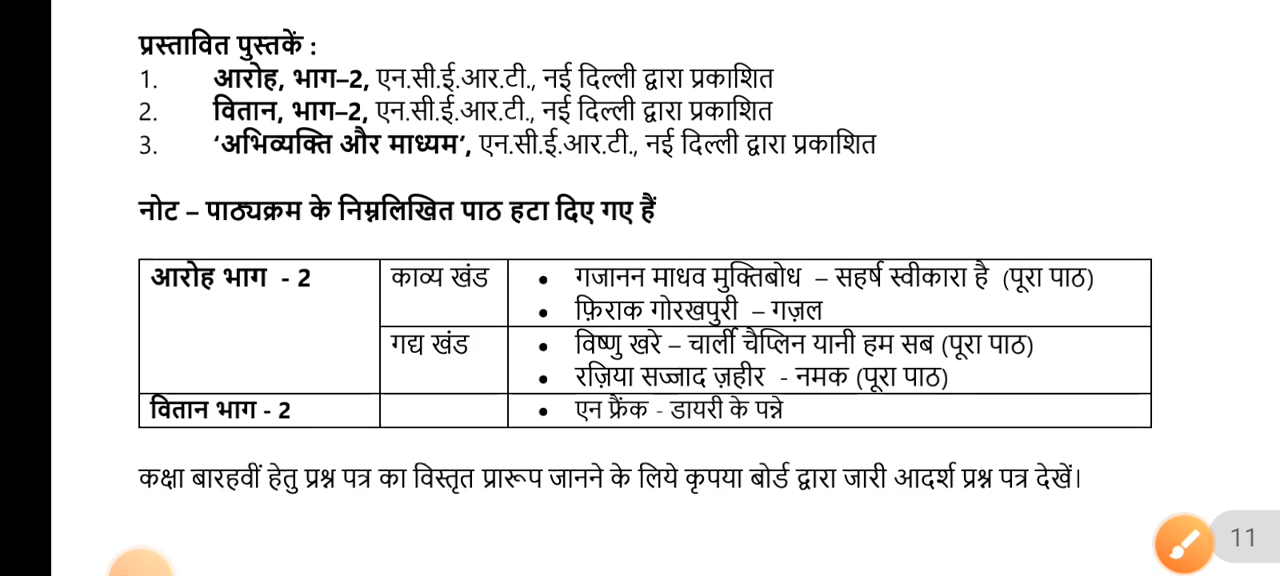 प्रस्तावित पुस्तकें :
1. आरोह, भाग–2, एन.सी.ई.आर.टी., नई दिल्ली द्वारा प्रकाशित
2. वितान, भाग–2, एन.सी.ई.आर.टी., नई दिल्ली द्वारा प्रकाशित
3. ‘अभिव्यक्ति और माध्यम’, एन.सी.ई.आर.टी., नई दिल्ली द्वारा प्रकाशित
नोट – पाठ्यक्रम के निम्नलिखित पाठ हटा दिए गए हैं
आरोह भाग - 2 काव्य खंड • गजानन माधव मुक्तिबोध – सहर्ष स्वीकारा है (पूरा पाठ)
• फ़िराक गोरखपुरी – गज़ल
गद्य खंड • विष्णु खरे – चार्ली चैप्लिन यानी हम सब (पूरा पाठ)
• रज़िया सज्जाद ज़हीर - नमक (पूरा पाठ)
वितान भाग - 2 • एन फ्रैंक - डायरी के पन्ने
कक्षा बारहवीं हेतु प्रश्न पत्र का विस्तृत प्रारूप जानने के लिये कृपया बोर्ड द्वारा जारी आदर्श प्रश्न पत्र देखें।
11